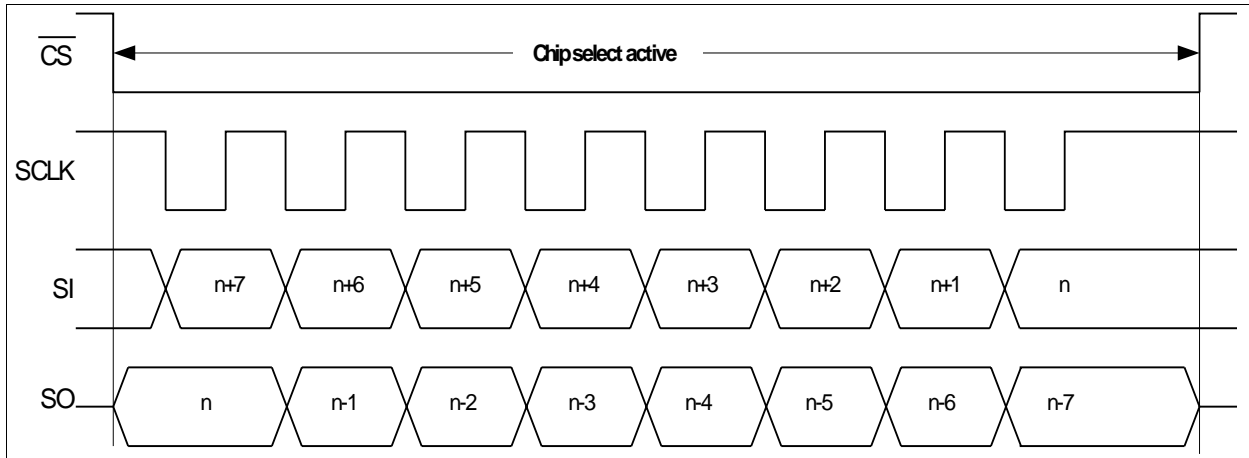 CS
Chip select active
SCLK
SI
n+7 n+6 n+5 n+4 n+3 n+2 n+1 n
SO
n n-1 n-2 n-3 n-4 n-5 n-6 n-7